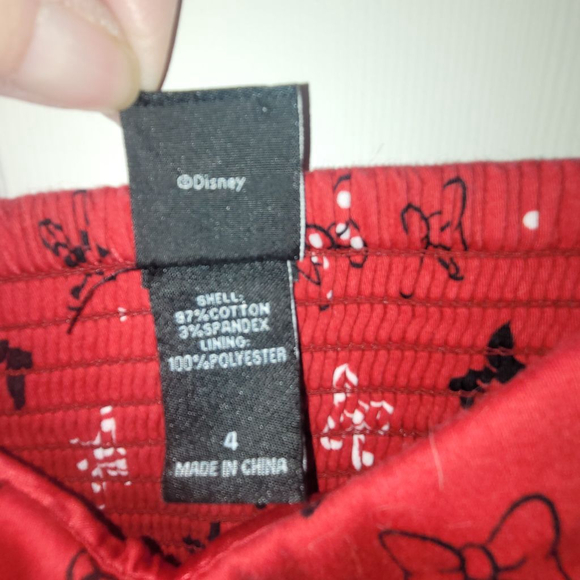 ©Disney
SHELL:
97%COTTON
3%SPANDEX
LINING:
100%POLYESTER
4
MADE IN CHINA